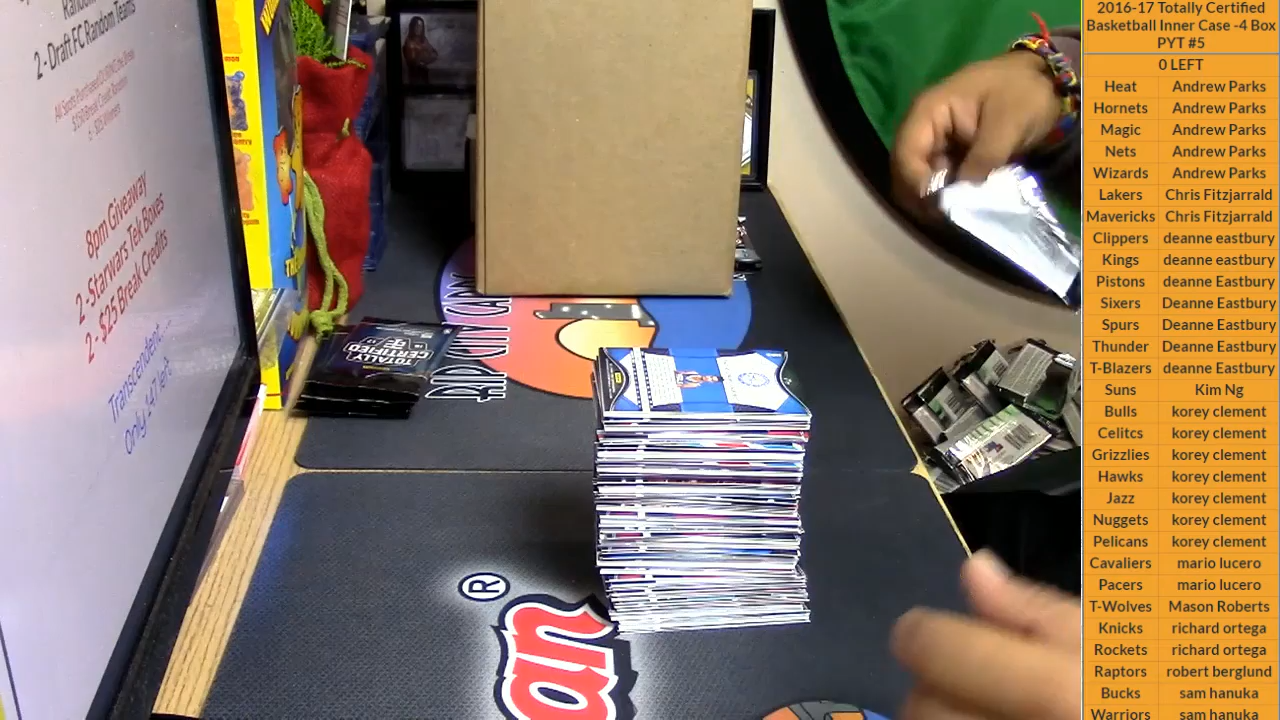 Random
2 - Draft FC Random Teams
8pm Giveaway
2 - Starwars Tek Boxes
2 - $25 Break Credits
Transcendent
only 147 left
TOTALLY
CERTIFIED
RIP CITY CARDS
an®
2016-17 Totally Certified
Basketball Inner Case -4 Box
PYT #5
0 LEFT
Heat Andrew Parks
Hornets Andrew Parks
Magic Andrew Parks
Nets Andrew Parks
Wizards Andrew Parks
Lakers Chris Fitzjarrald
Mavericks Chris Fitzjarrald
Clippers deanne eastbury
Kings deanne eastbury
Pistons deanne Eastbury
Sixers Deanne Eastbury
Spurs Deanne Eastbury
Thunder Deanne Eastbury
T-Blazers deanne Eastbury
Suns Kim Ng
Bulls korey clement
Celitcs korey clement
Grizzlies korey clement
Hawks korey clement
Jazz korey clement
Nuggets korey clement
Pelicans korey clement
Cavaliers mario lucero
Pacers mario lucero
T-Wolves Mason Roberts
Knicks richard ortega
Rockets richard ortega
Raptors robert berglund
Bucks sam hanuka
Warriors sam hanuka